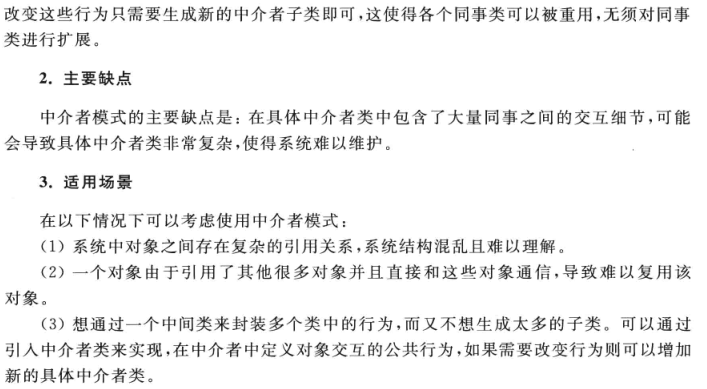 改变这些行为只需要生成新的中介者子类即可,这使得各个同事类可以被重用,无须对同事
类进行扩展。
2. 主要缺点
中介者模式的主要缺点是: 在具体中介者类中包含了大量同事之间的交互细节,可能
会导致具体中介者类非常复杂,使得系统难以维护。
3. 适用场景
在以下情况下可以考虑使用中介者模式:
(1) 系统中对象之间存在复杂的引用关系,系统结构混乱且难以理解。
(2) 一个对象由于引用了其他很多对象并且直接和这些对象通信,导致难以复用该
对象。
(3) 想通过一个中间类来封装多个类中的行为,而又不想生成太多的子类。可以通过
引入中介者类来实现,在中介者中定义对象交互的公共行为,如果需要改变行为则可以增加
新的具体中介者类。